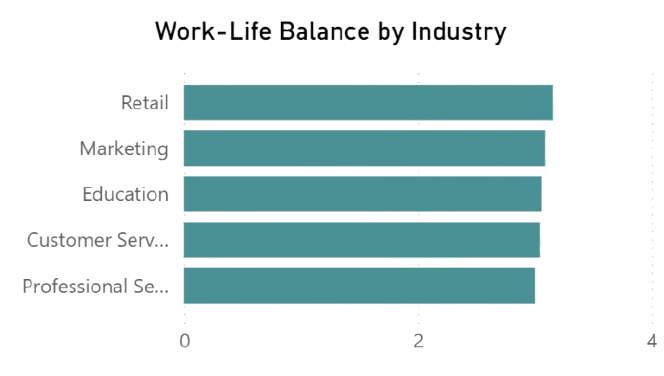 Work-Life Balance by Industry
Retail
Marketing
Education
Customer Serv...
Professional Se...
0 2 4